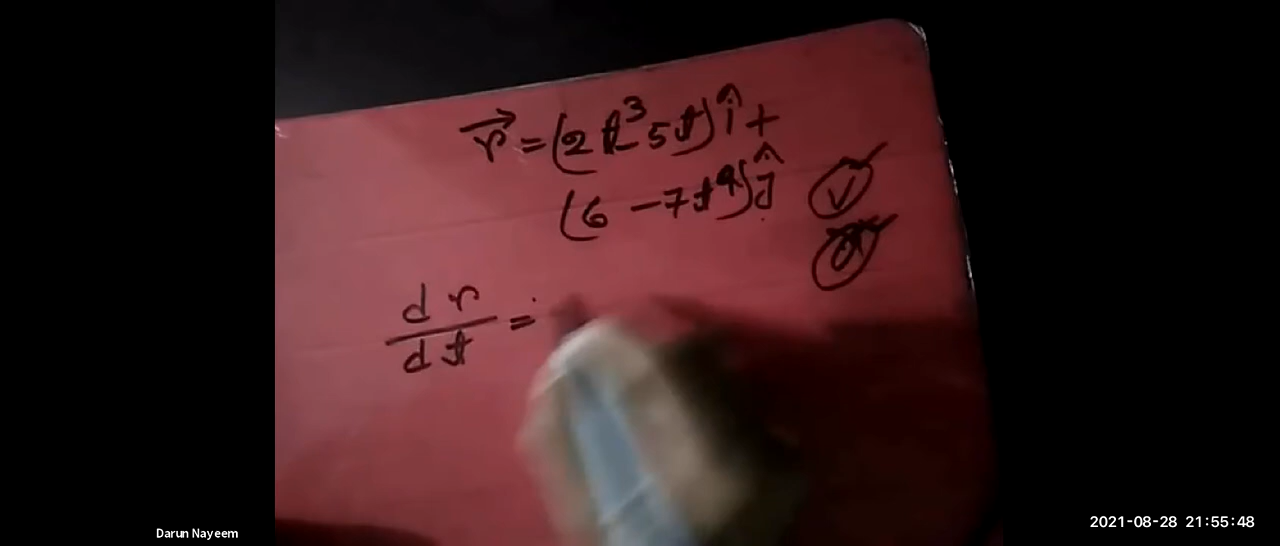 r⃗ = (2t³ 5t)î +
(6 - 7t⁴)ĵ
v
a
dr/dt =
Darun Nayeem
2021-08-28 21:55:48